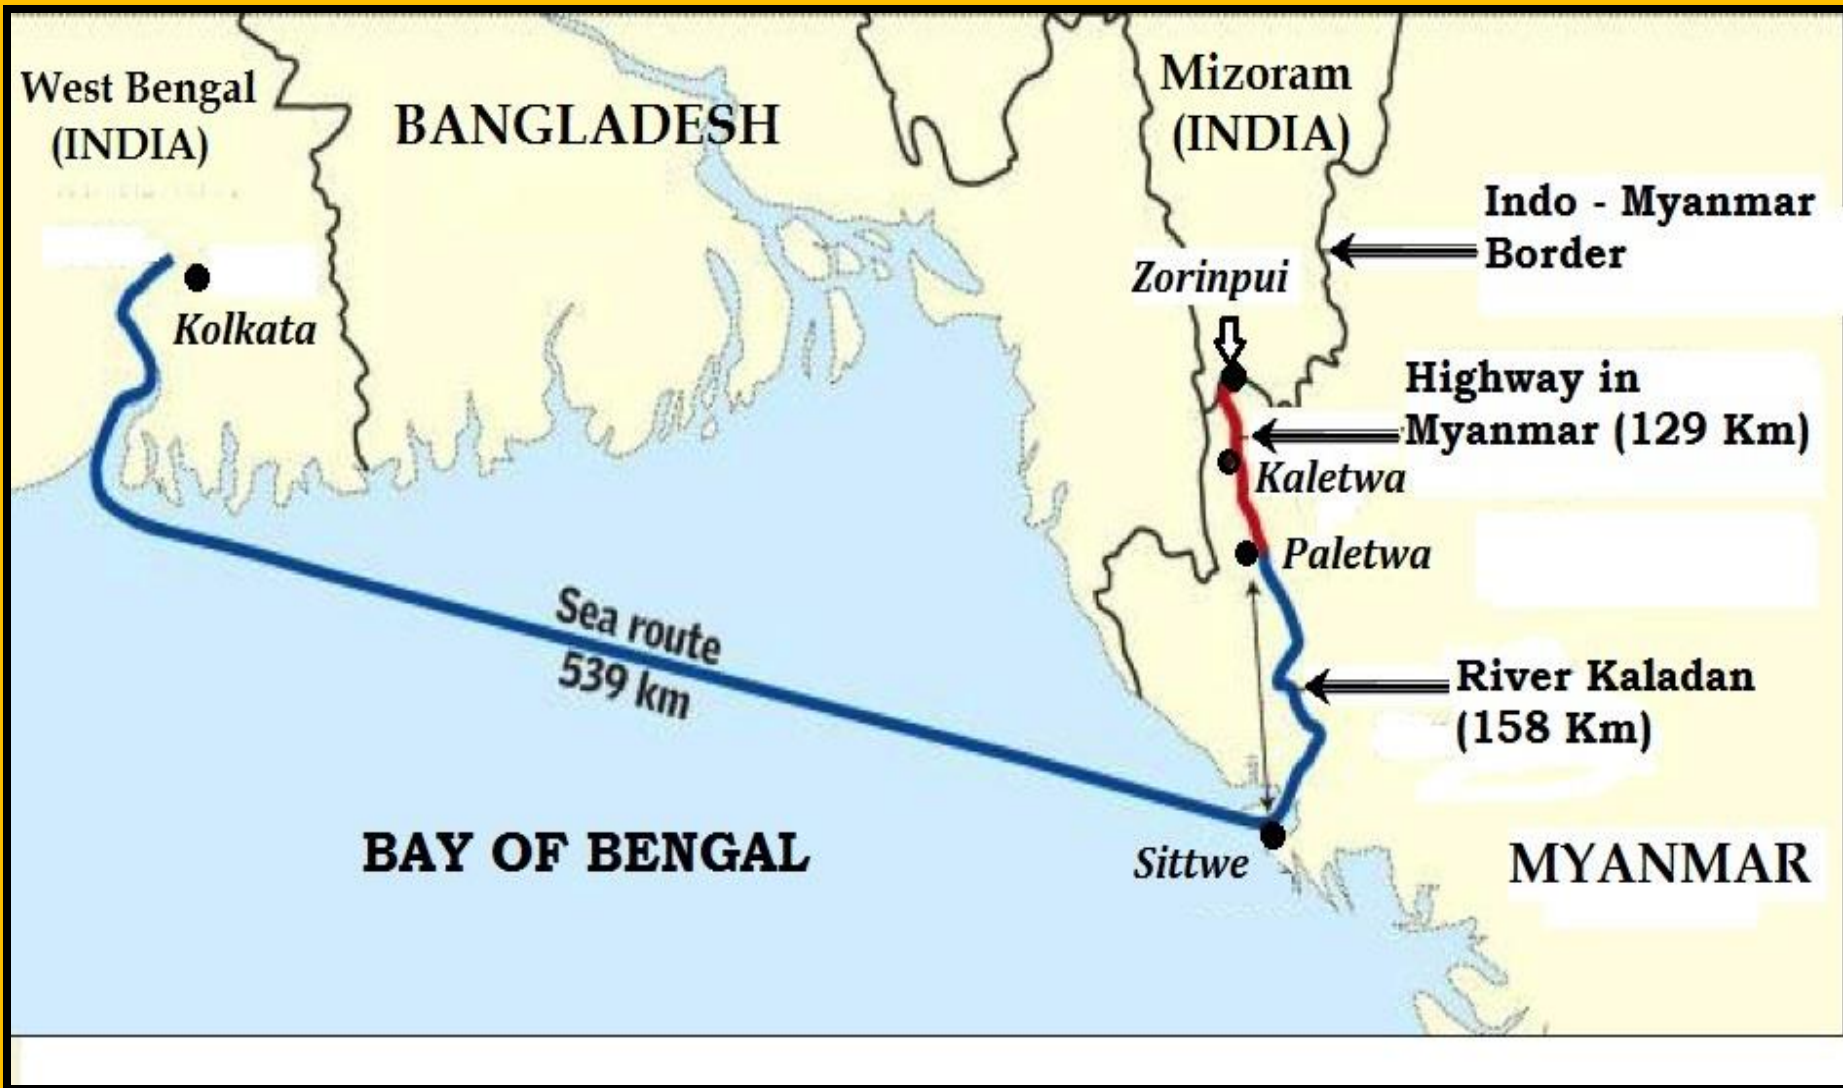 West Bengal
(INDIA)
BANGLADESH
Mizoram
(INDIA)
Indo - Myanmar
Border
Zorinpui
Kolkata
Highway in
Myanmar (129 Km)
Kaletwa
Paletwa
Sea route
539 km
River Kaladan
(158 Km)
BAY OF BENGAL
Sittwe
MYANMAR